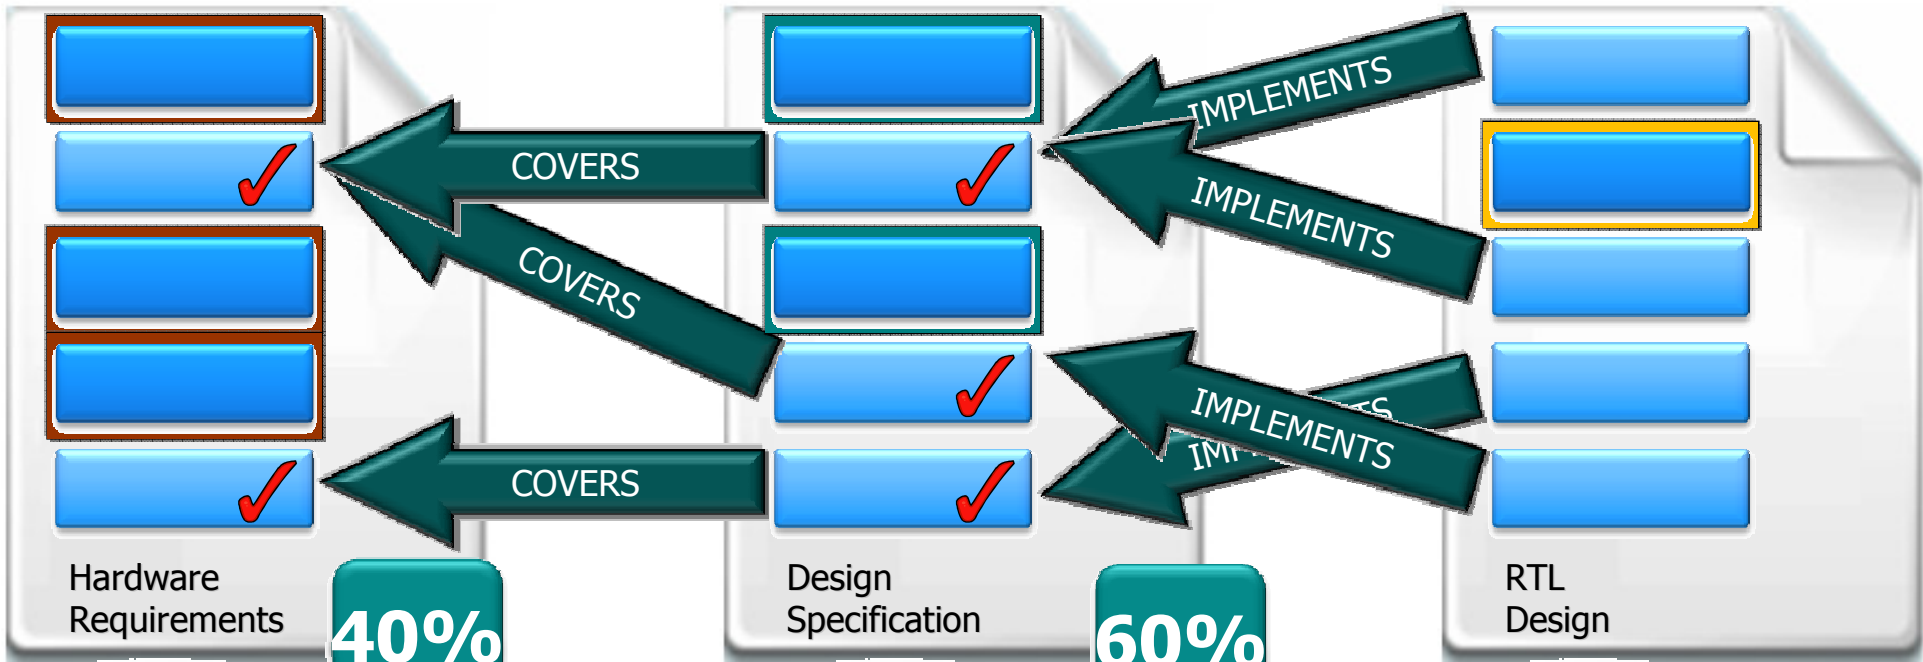 IMPLEMENTS
COVERS
IMPLEMENTS
COVERS
IMPLEMENTS
COVERS
Hardware
Requirements
40%
Design
Specification
60%
RTL
Design